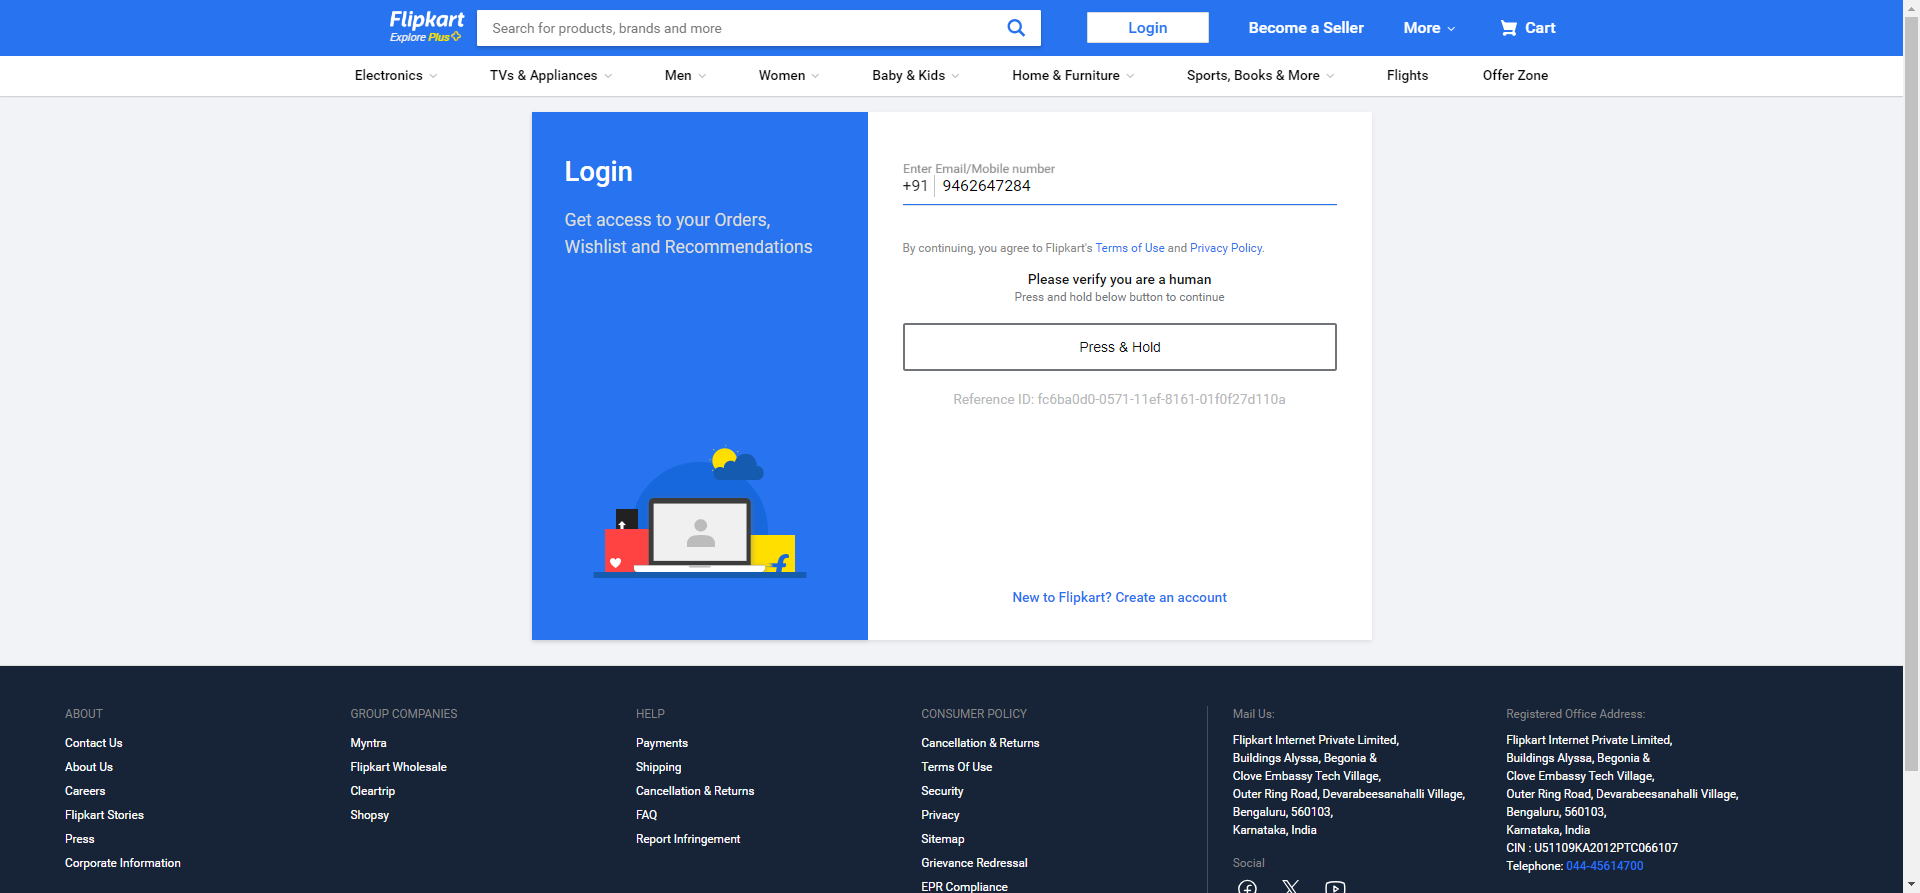 Flipkart
Explore Plus
Search for products, brands and more
Login
Become a Seller
More
Cart
Electronics
TVs & Appliances
Men
Women
Baby & Kids
Home & Furniture
Sports, Books & More
Flights
Offer Zone
Login
Get access to your Orders,
Wishlist and Recommendations
Enter Email/Mobile number
+91 9462647284
By continuing, you agree to Flipkart's Terms of Use and Privacy Policy.
Please verify you are a human
Press and hold below button to continue
Press & Hold
Reference ID: fc6ba0d0-0571-11ef-8161-01f0f27d110a
New to Flipkart? Create an account
ABOUT
Contact Us
About Us
Careers
Flipkart Stories
Press
Corporate Information
GROUP COMPANIES
Myntra
Flipkart Wholesale
Cleartrip
Shopsy
HELP
Payments
Shipping
Cancellation & Returns
FAQ
Report Infringement
CONSUMER POLICY
Cancellation & Returns
Terms Of Use
Security
Privacy
Sitemap
Grievance Redressal
EPR Compliance
Mail Us:
Flipkart Internet Private Limited,
Buildings Alyssa, Begonia &
Clove Embassy Tech Village,
Outer Ring Road, Devarabeesanahalli Village,
Bengaluru, 560103,
Karnataka, India
Social
Registered Office Address:
Flipkart Internet Private Limited,
Buildings Alyssa, Begonia &
Clove Embassy Tech Village,
Outer Ring Road, Devarabeesanahalli Village,
Bengaluru, 560103,
Karnataka, India
CIN : U51109KA2012PTC066107
Telephone: 044-45614700